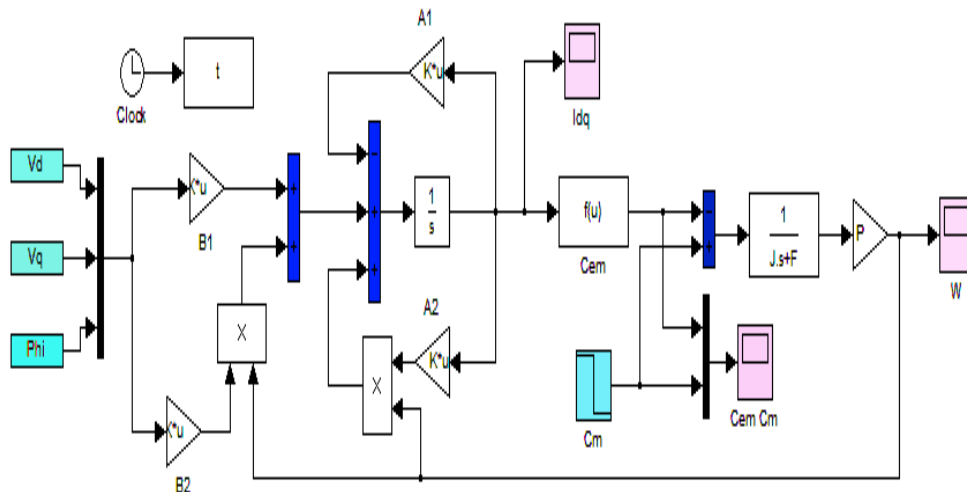 A1
Clock
t
K*u
Idq
Vd
Vq
Phi
K*u
B1
+
+
−
+
+
1
s
f(u)
Cem
−
+
1
J.s+F
P
W
X
A2
K*u
X
K*u
B2
Cm
Cem Cm